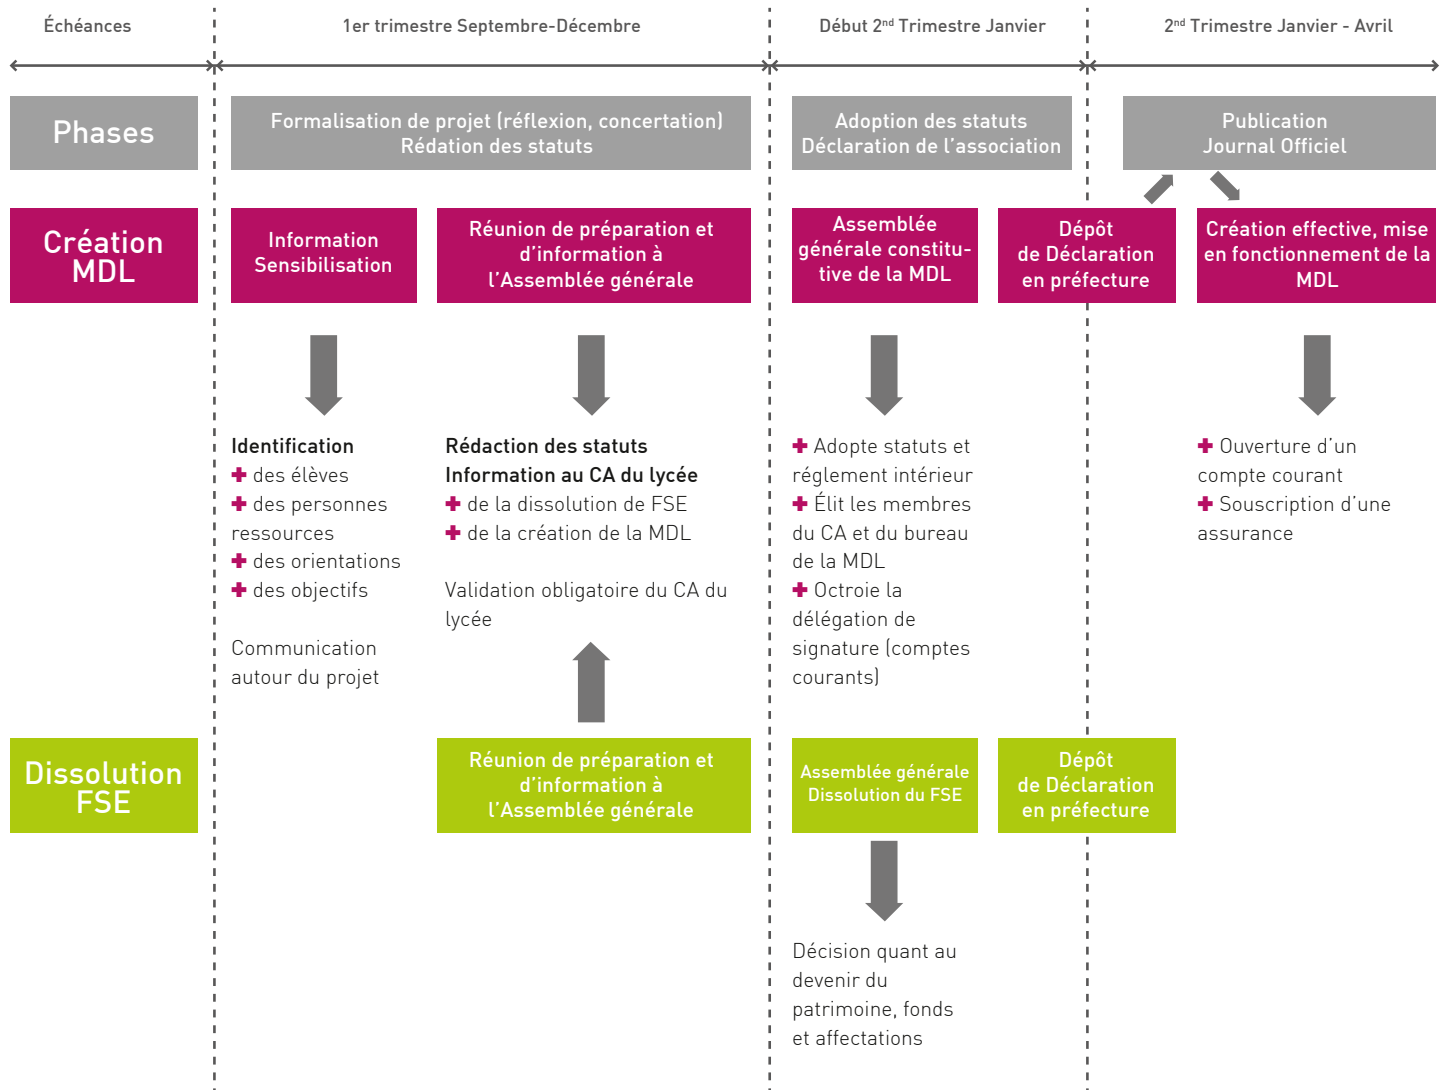 Échéances
1er trimestre Septembre-Décembre
Début 2nd Trimestre Janvier
2nd Trimestre Janvier - Avril
Phases
Formalisation de projet (réflexion, concertation)
Rédation des statuts
Adoption des statuts
Déclaration de l'association
Publication
Journal Officiel
Création
MDL
Information
Sensibilisation
Réunion de préparation et
d'information à
l'Assemblée générale
Assemblée
générale constitu-
tive de la MDL
Dépôt
de Déclaration
en préfecture
Création effective, mise
en fonctionnement de la
MDL
Identification
+ des élèves
+ des personnes
ressources
+ des orientations
+ des objectifs
Communication
autour du projet
Rédaction des statuts
Information au CA du lycée
+ de la dissolution de FSE
+ de la création de la MDL
Validation obligatoire du CA du
lycée
+ Adopte statuts et
réglement intérieur
+ Élit les membres
du CA et du bureau
de la MDL
+ Octroie la
délégation de
signature (comptes
courants)
+ Ouverture d'un
compte courant
+ Souscription d'une
assurance
Dissolution
FSE
Réunion de préparation et
d'information à
l'Assemblée générale
Assemblée générale
Dissolution du FSE
Dépôt
de Déclaration
en préfecture
Décision quant au
devenir du
patrimoine, fonds
et affectations